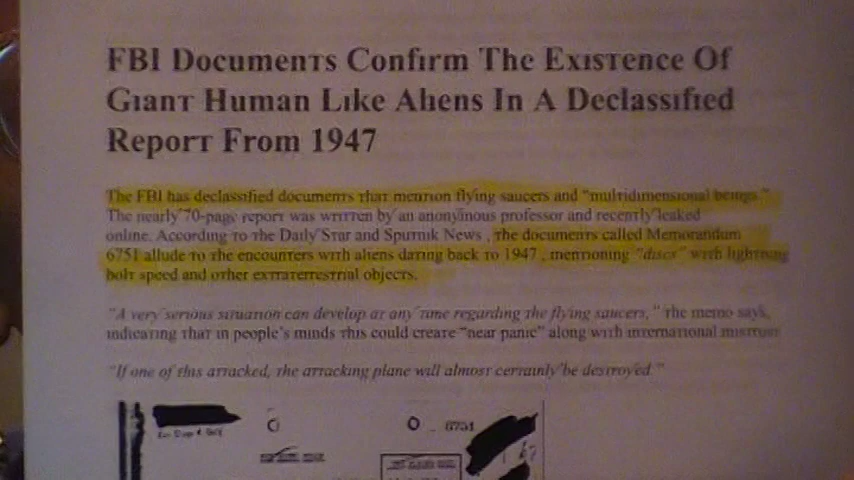 FBI Documents Confirm The Existence Of
Giant Human Like Aliens In A Declassified
Report From 1947
The FBI has declassified documents that mention flying saucers and "multidimensional beings."
The nearly 70-page report was written by an anonymous professor and recently leaked
online. According to the Daily Star and Sputnik News , the documents called Memorandum
6751 allude to the encounters with aliens dating back to 1947 , mentioning "discs" with lightning
bolt speed and other extraterrestrial objects.
"A very serious situation can develop at any time regarding the flying saucers, " the memo says,
indicating that in people's minds this could create "near panic" along with international mistrust
"If one of this attacked, the attacking plane will almost certainly be destroyed "
6751